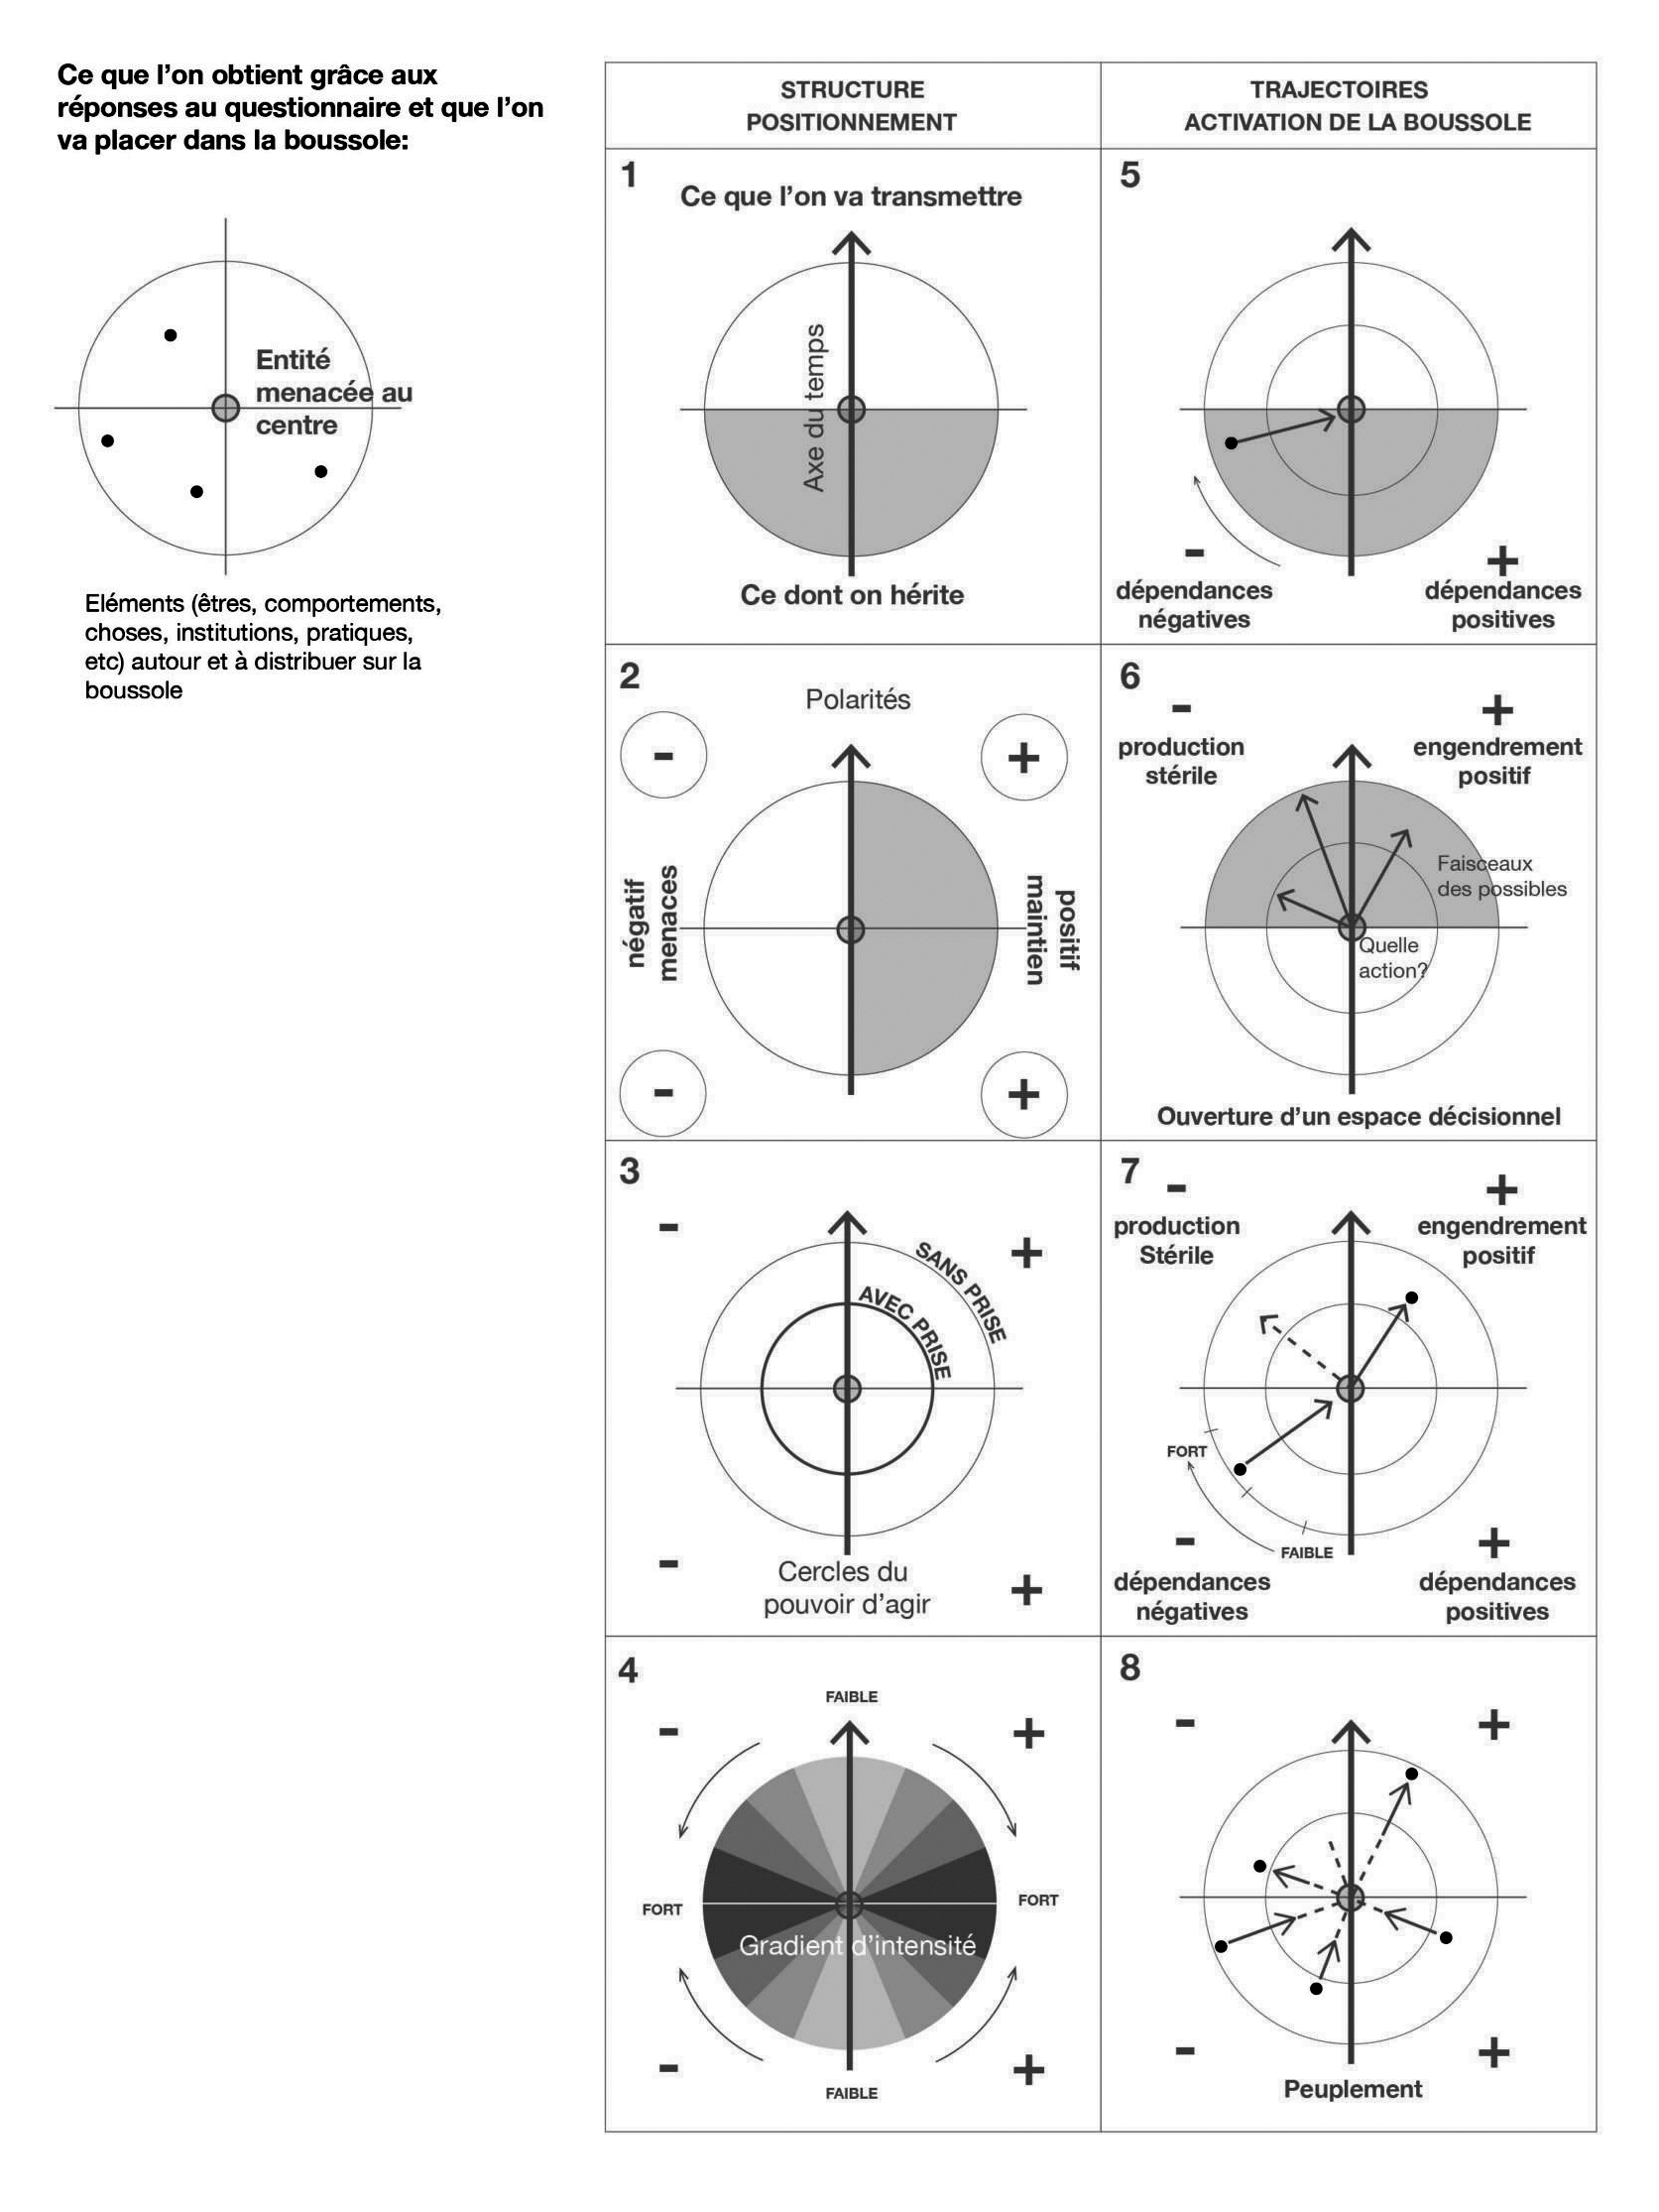 Ce que l’on obtient grâce aux
réponses au questionnaire et que l’on
va placer dans la boussole:
Entité
menacée au
centre
Eléments (êtres, comportements,
choses, institutions, pratiques,
etc) autour et à distribuer sur la
boussole
STRUCTURE
POSITIONNEMENT
TRAJECTOIRES
ACTIVATION DE LA BOUSSOLE
1
Ce que l’on va transmettre
Axe du temps
Ce dont on hérite
5
-
dépendances
négatives
+
dépendances
positives
2
Polarités
-
+
négatif
menaces
positif
maintien
-
+
6
-
production
stérile
+
engendrement
positif
Faisceaux
des possibles
Quelle
action?
Ouverture d’un espace décisionnel
3
-
+
SANS PRISE
AVEC PRISE
-
+
Cercles du
pouvoir d’agir
7
-
production
Stérile
+
engendrement
positif
FORT
FAIBLE
-
dépendances
négatives
+
dépendances
positives
4
FAIBLE
-
+
FORT
FORT
Gradient d’intensité
-
+
FAIBLE
8
-
+
-
+
Peuplement